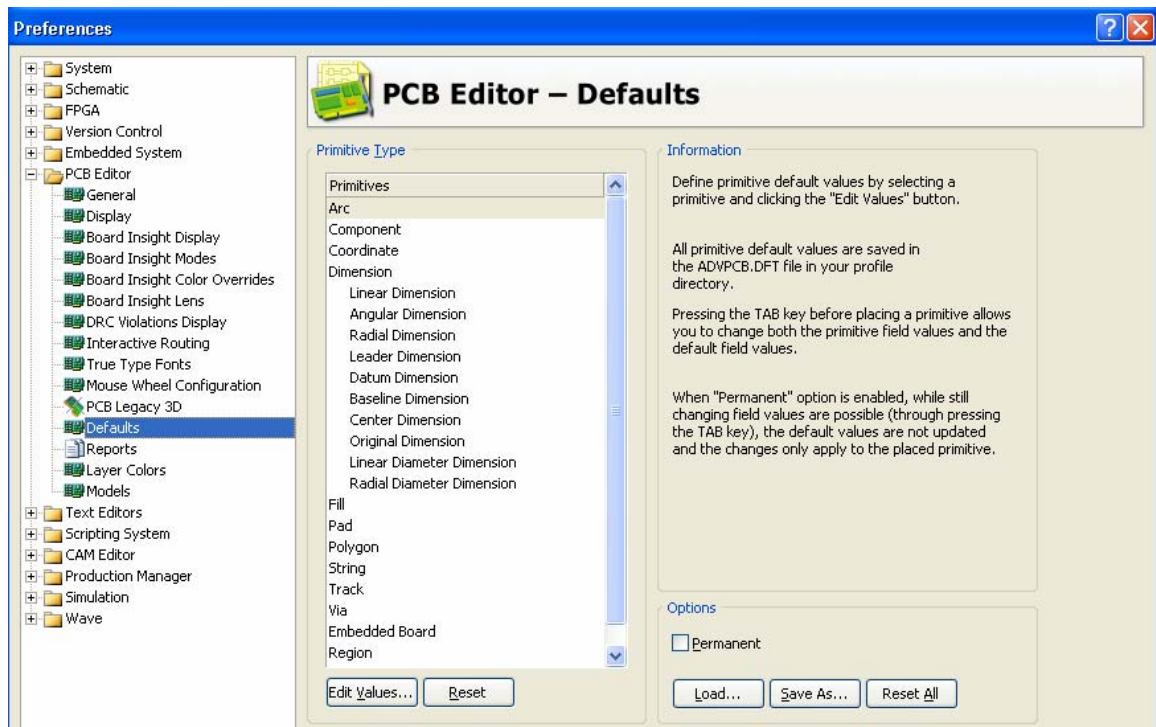 Preferences
System
Schematic
FPGA
Version Control
Embedded System
PCB Editor
General
Display
Board Insight Display
Board Insight Modes
Board Insight Color Overrides
Board Insight Lens
DRC Violations Display
Interactive Routing
True Type Fonts
Mouse Wheel Configuration
PCB Legacy 3D
Defaults
Reports
Layer Colors
Models
Text Editors
Scripting System
CAM Editor
Production Manager
Simulation
Wave
PCB Editor – Defaults
Primitive Type
Primitives
Arc
Component
Coordinate
Dimension
Linear Dimension
Angular Dimension
Radial Dimension
Leader Dimension
Datum Dimension
Baseline Dimension
Center Dimension
Original Dimension
Linear Diameter Dimension
Radial Diameter Dimension
Fill
Pad
Polygon
String
Track
Via
Embedded Board
Region
Edit Values...
Reset
Information
Define primitive default values by selecting a
primitive and clicking the "Edit Values" button.
All primitive default values are saved in
the ADVPCB.DFT file in your profile
directory.
Pressing the TAB key before placing a primitive allows
you to change both the primitive field values and the
default field values.
When "Permanent" option is enabled, while still
changing field values are possible (through pressing
the TAB key), the default values are not updated
and the changes only apply to the placed primitive.
Options
Permanent
Load...
Save As...
Reset All